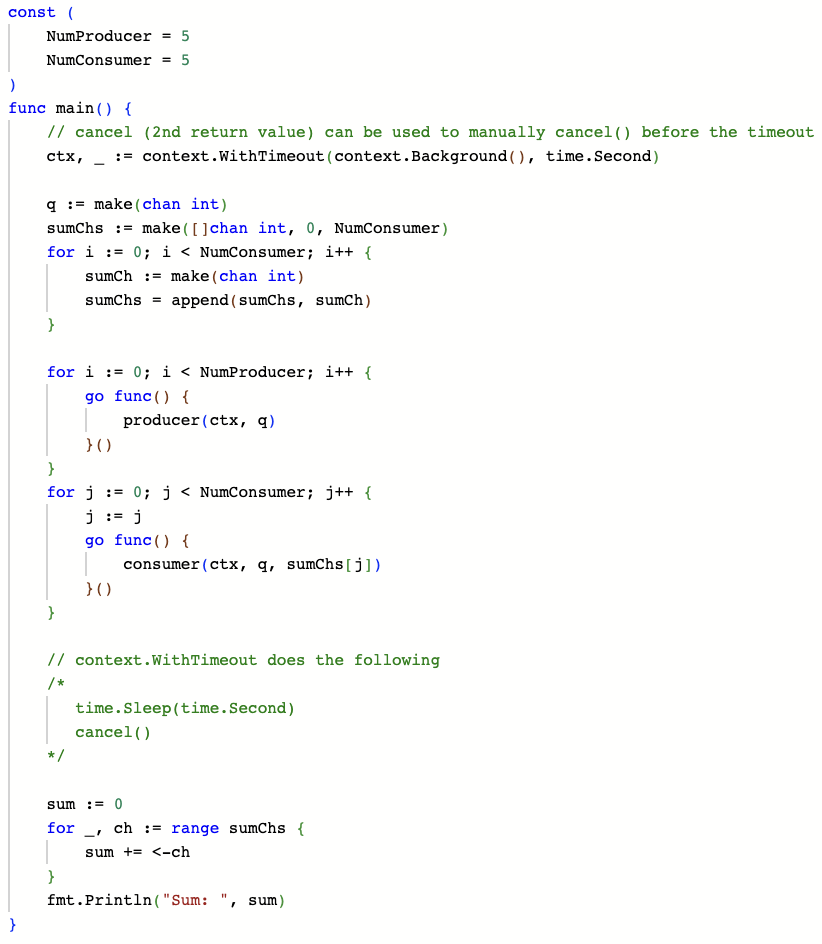 const (
    NumProducer = 5
    NumConsumer = 5
)
func main() {
    // cancel (2nd return value) can be used to manually cancel() before the timeout
    ctx, _ := context.WithTimeout(context.Background(), time.Second)

    q := make(chan int)
    sumChs := make([]chan int, 0, NumConsumer)
    for i := 0; i < NumConsumer; i++ {
        sumCh := make(chan int)
        sumChs = append(sumChs, sumCh)
    }

    for i := 0; i < NumProducer; i++ {
        go func() {
            producer(ctx, q)
        }()
    }
    for j := 0; j < NumConsumer; j++ {
        j := j
        go func() {
            consumer(ctx, q, sumChs[j])
        }()
    }

    // context.WithTimeout does the following
    /*
       time.Sleep(time.Second)
       cancel()
    */

    sum := 0
    for _, ch := range sumChs {
        sum += <-ch
    }
    fmt.Println("Sum: ", sum)
}